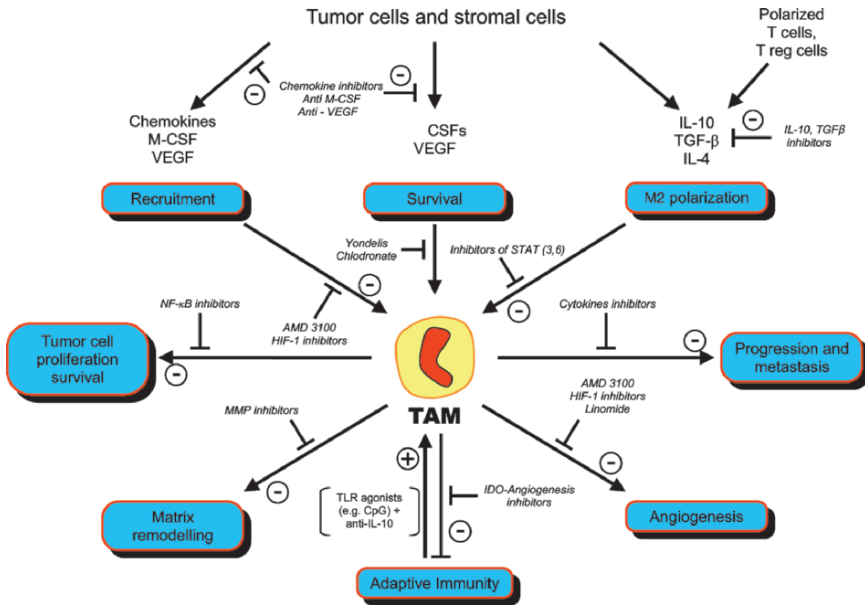 Tumor cells and stromal cells
Polarized
T cells,
T reg cells
Chemokine inhibitors
Anti M-CSF
Anti - VEGF
−
−
Chemokines
M-CSF
VEGF
CSFs
VEGF
IL-10
TGF-β
IL-4
−
IL-10, TGFβ
inhibitors
Recruitment
Survival
M2 polarization
Yondelis
Chlodronate
Inhibitors of STAT (3,6)
−
−
NF-κB inhibitors
AMD 3100
HIF-1 inhibitors
Cytokines inhibitors
Tumor cell
proliferation
survival
−
−
Progression and
metastasis
MMP inhibitors
TAM
AMD 3100
HIF-1 inhibitors
Linomide
−
+
−
TLR agonists
(e.g. CpG) +
anti-IL-10
IDO-Angiogenesis
inhibitors
−
Matrix
remodelling
Angiogenesis
Adaptive Immunity